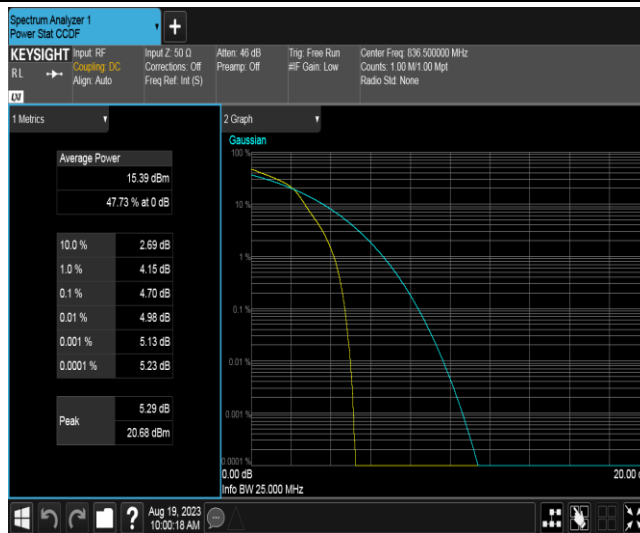 Spectrum Analyzer 1
Power Stat CCDF
+
KEYSIGHT
RL
Input: RF
Coupling: DC
Align: Auto
Input Z: 50 Ω
Corrections: Off
Freq Ref: Int (S)
Atten: 46 dB
Preamp: Off
Trig: Free Run
#IF Gain: Low
Center Freq: 836.500000 MHz
Counts: 1.00 M/1.00 Mpt
Radio Std: None
1 Metrics
Average Power
15.39 dBm
47.73 % at 0 dB
10.0 % 2.69 dB
1.0 % 4.15 dB
0.1 % 4.70 dB
0.01 % 4.98 dB
0.001 % 5.13 dB
0.0001 % 5.23 dB
Peak
5.29 dB
20.68 dBm
2 Graph
Gaussian
100 %
10 %
1 %
0.1 %
0.01 %
0.001 %
0.0001 %
0.00 dB
20.00
Info BW 25.000 MHz
?
Aug 19, 2023
10:00:18 AM